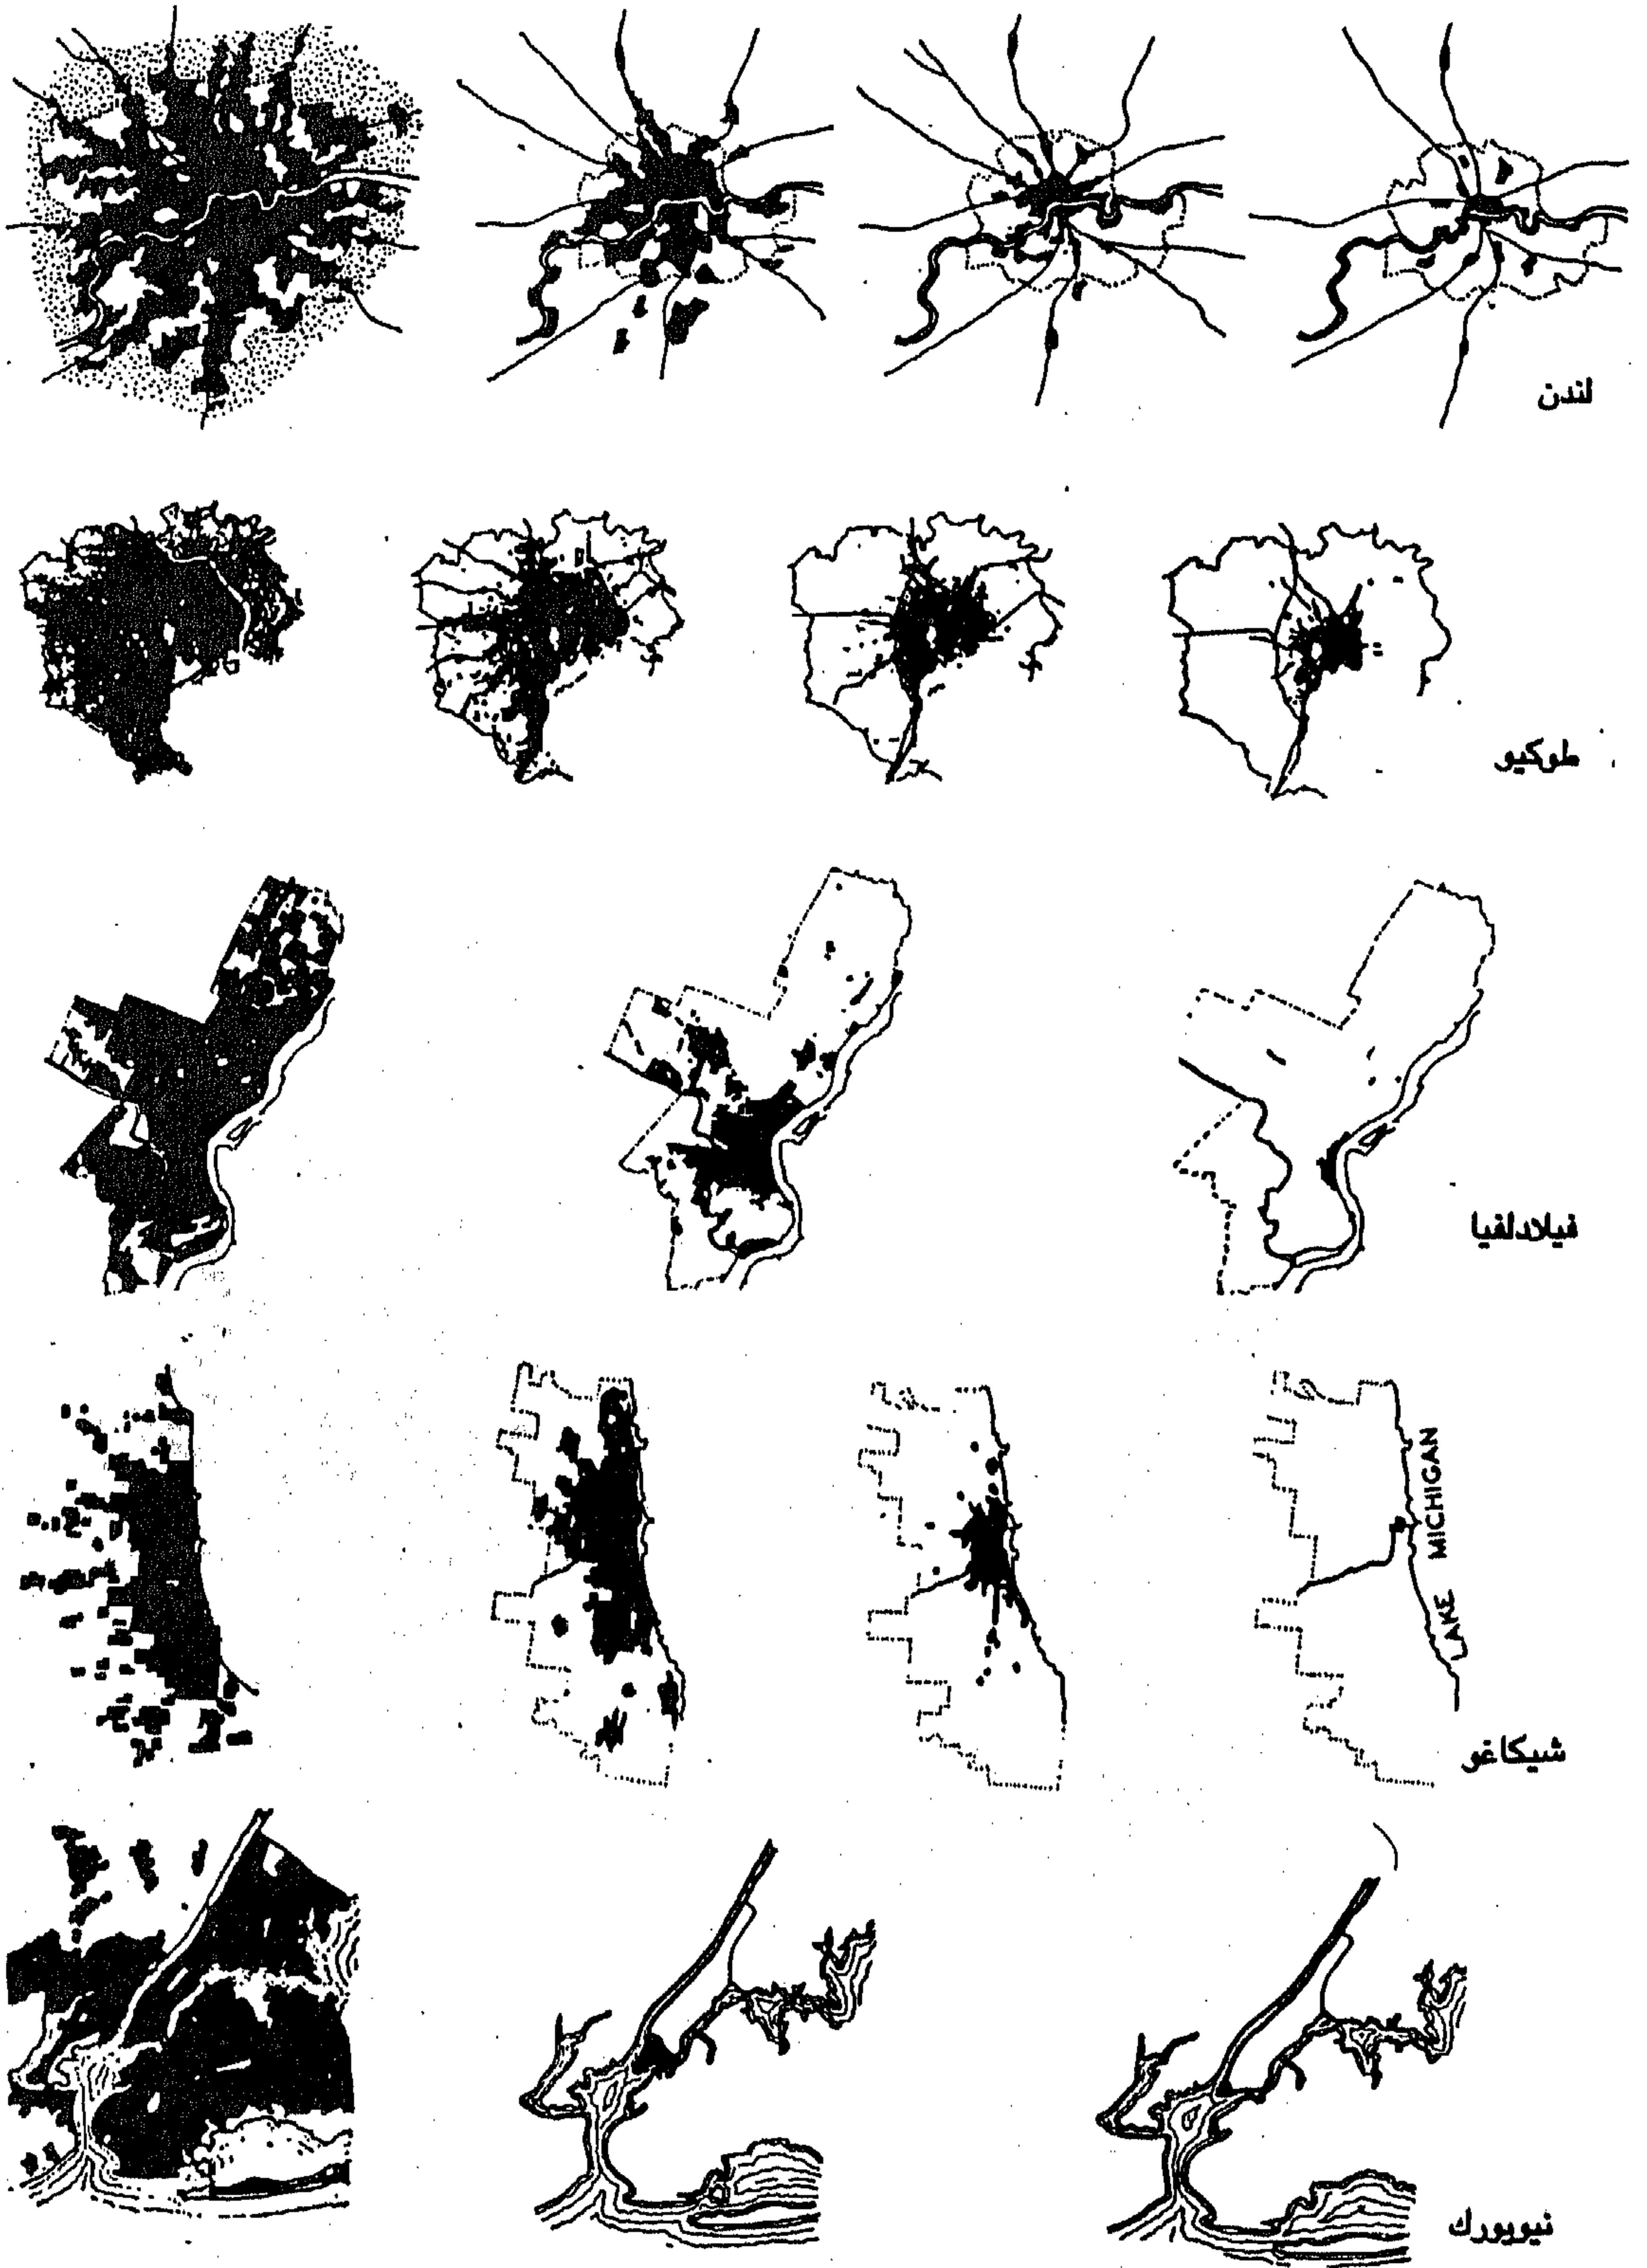 لندن
طوكيو
فيلادلفيا
LAKE MICHIGAN
شيكاغو
نيويورك